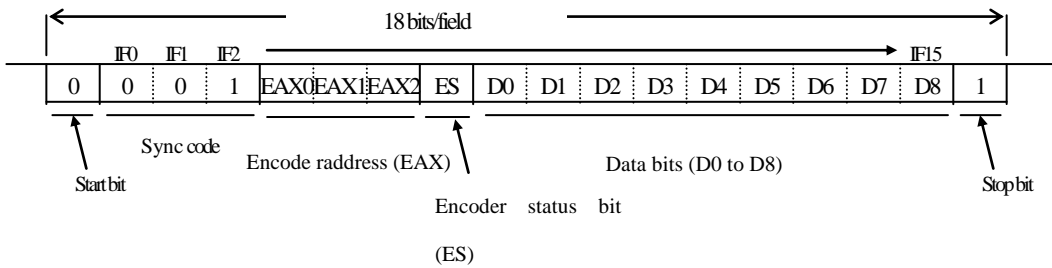 18 bits/field
IF0 IF1 IF2 IF15
0 0 0 1 EAX0 EAX1 EAX2 ES D0 D1 D2 D3 D4 D5 D6 D7 D8 1
Sync code
Encode raddress (EAX)
Data bits (D0 to D8)
Start bit
Stop bit
Encoder status bit
(ES)